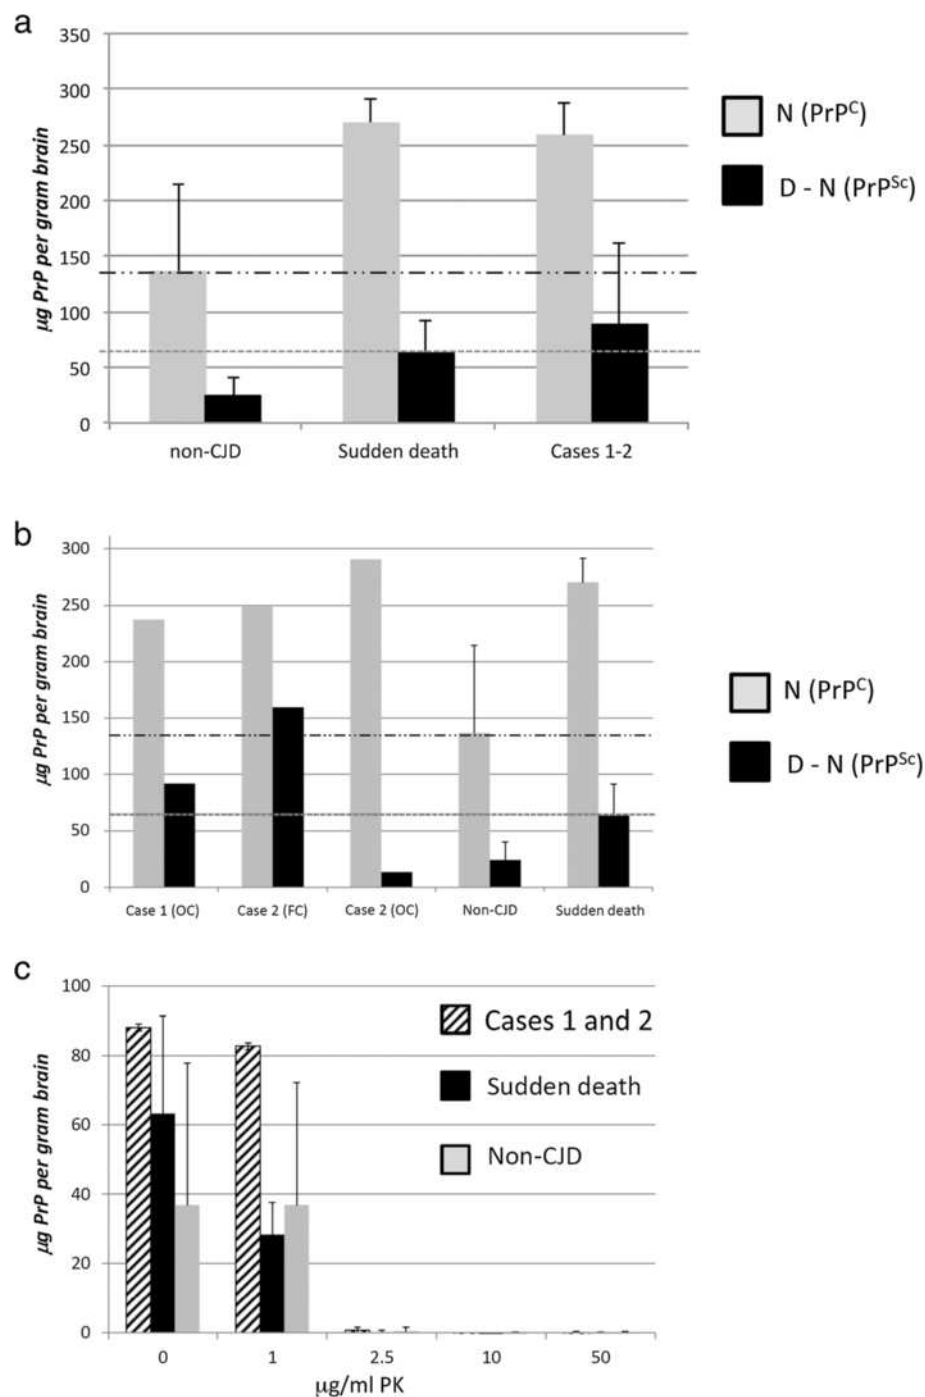 a
µg PrP per gram brain
350
300
250
200
150
100
50
0
non-CJD Sudden death Cases 1-2
N (PrPᶜ)
D - N (PrPˢᶜ)
b
µg PrP per gram brain
300
250
200
150
100
50
0
Case 1 (OC) Case 2 (FC) Case 2 (OC) Non-CJD Sudden death
N (PrPᶜ)
D - N (PrPˢᶜ)
c
µg PrP per gram brain
100
80
60
40
20
0
0 1 2.5 10 50
µg/ml PK
Cases 1 and 2
Sudden death
Non-CJD